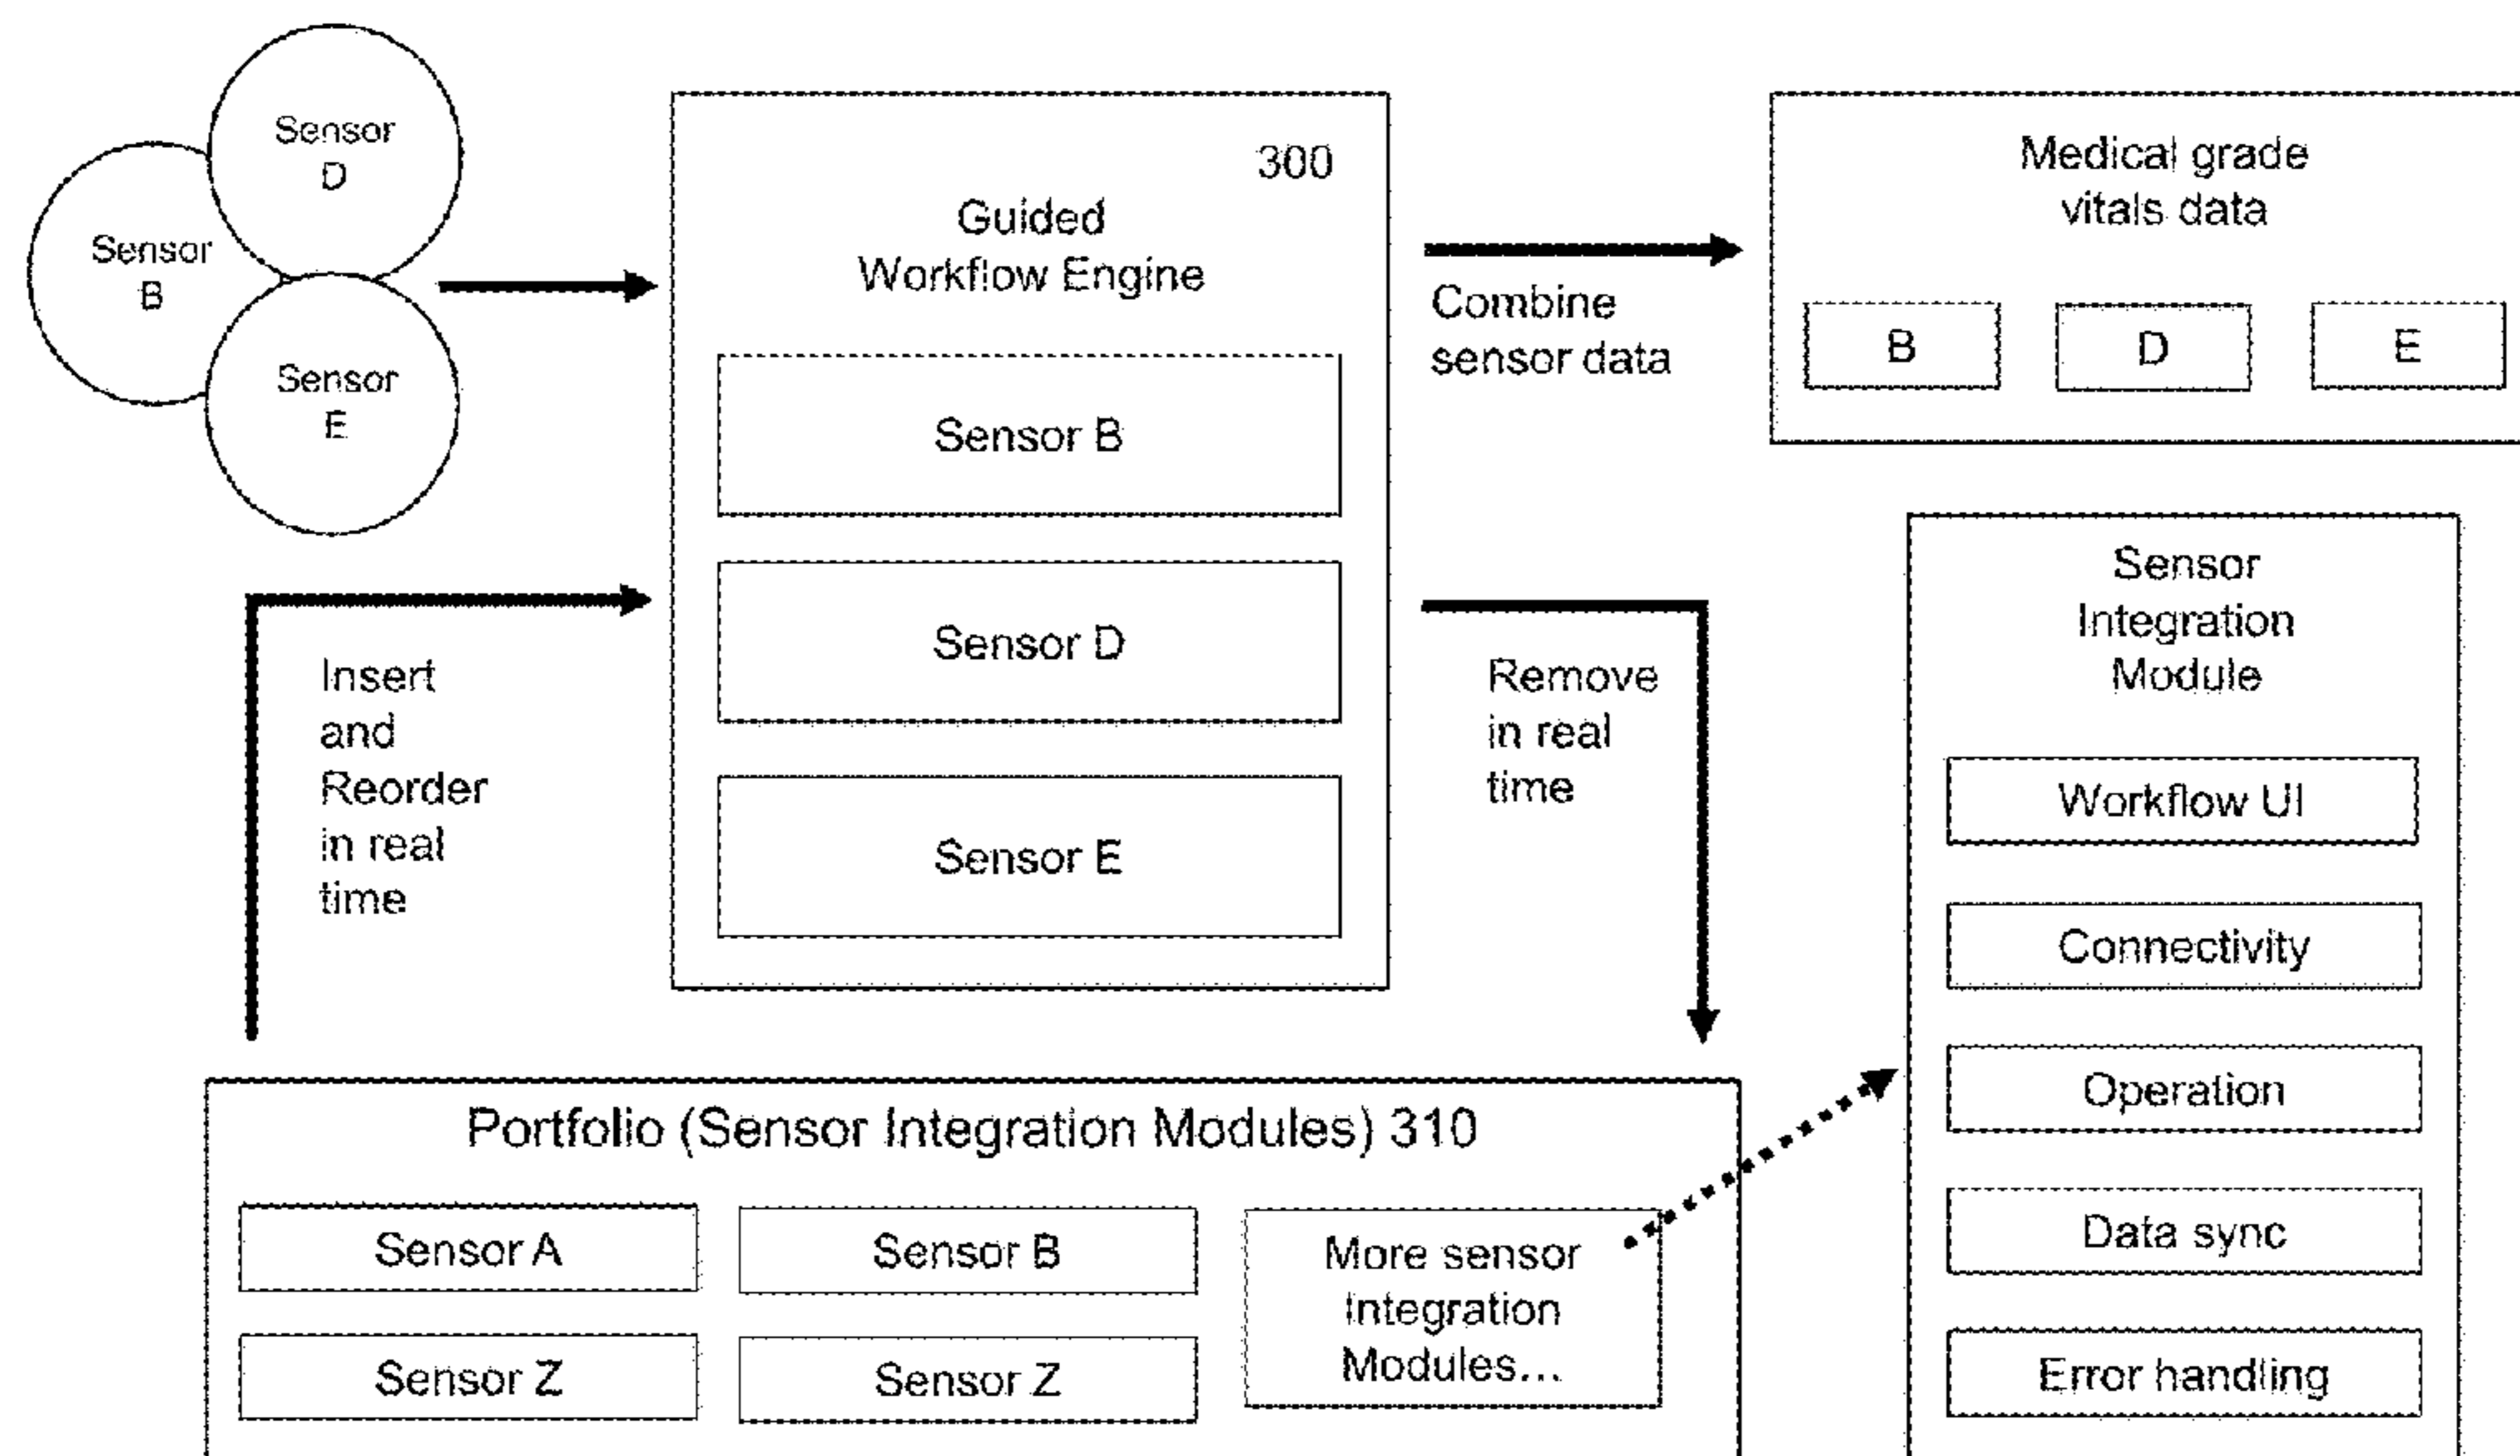 Sensor
D
Sensor
B
Sensor
E
300
Guided
Workflow Engine
Sensor B
Sensor D
Sensor E
Combine
sensor data
Medical grade
vitals data
B
D
E
Insert
and
Reorder
in real
time
Remove
in real
time
Sensor
Integration
Module
Workflow UI
Connectivity
Operation
Data sync
Error handling
Portfolio (Sensor Integration Modules) 310
Sensor A
Sensor B
Sensor Z
Sensor Z
More sensor
Integration
Modules...